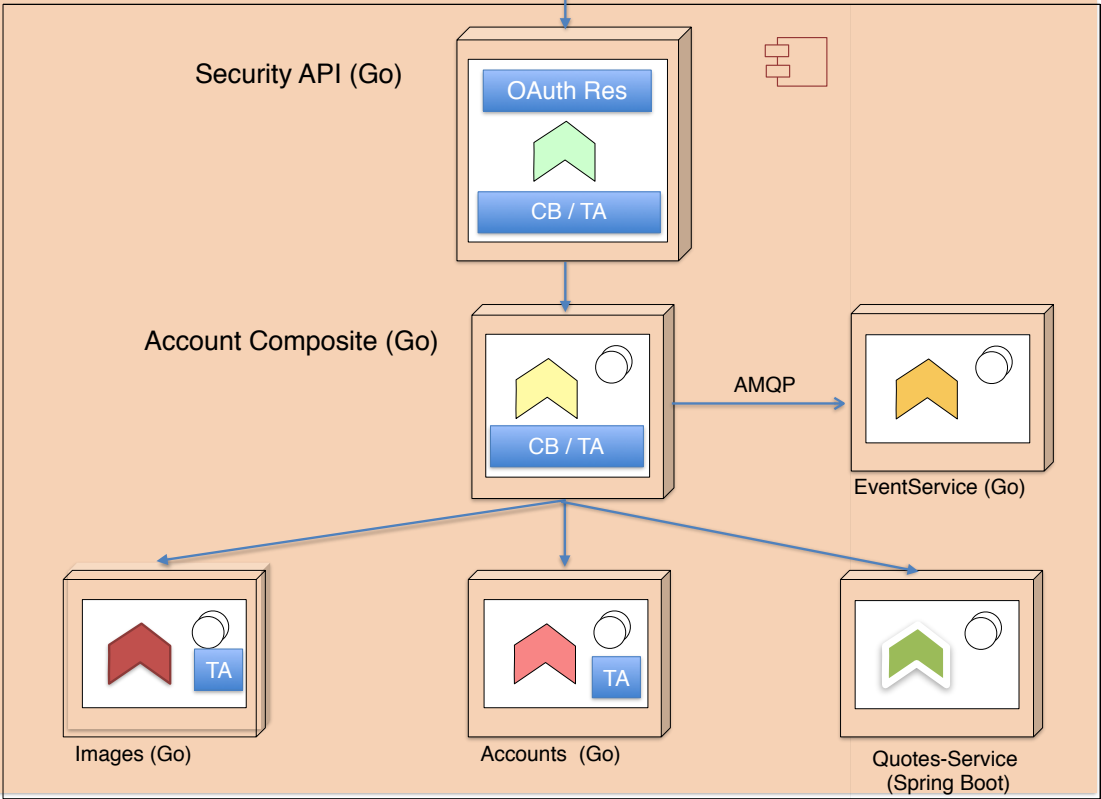 Security API (Go)
OAuth Res
CB / TA
Account Composite (Go)
CB / TA
AMQP
EventService (Go)
TA
TA
Images (Go)
Accounts (Go)
Quotes-Service
(Spring Boot)